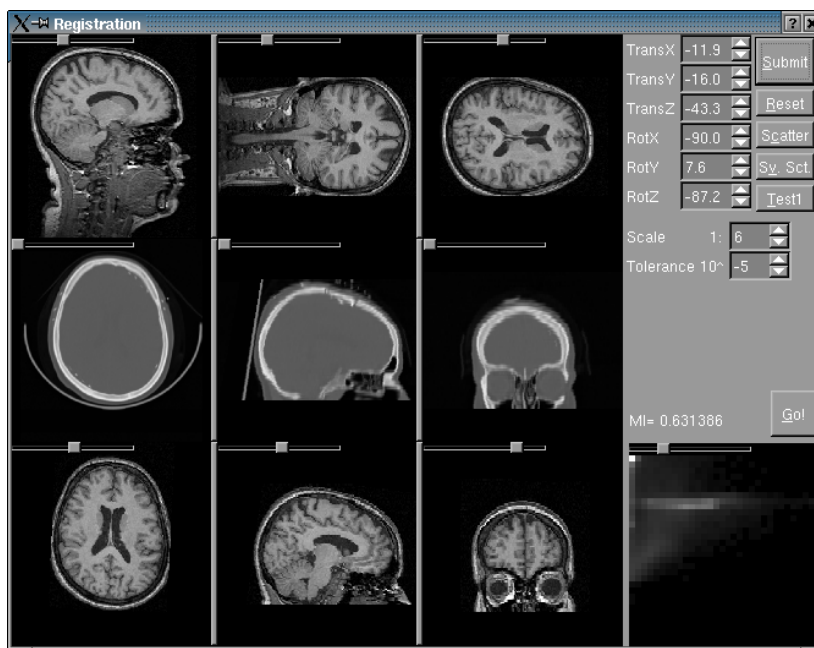 Registration
TransX -11.9
Submit
TransY -16.0
TransZ -43.3
Reset
RotX -90.0
Scatter
RotY 7.6
Sv. Sct.
RotZ -87.2
Test1
Scale 1: 6
Tolerance 10^ -5
MI= 0.631386
Go!